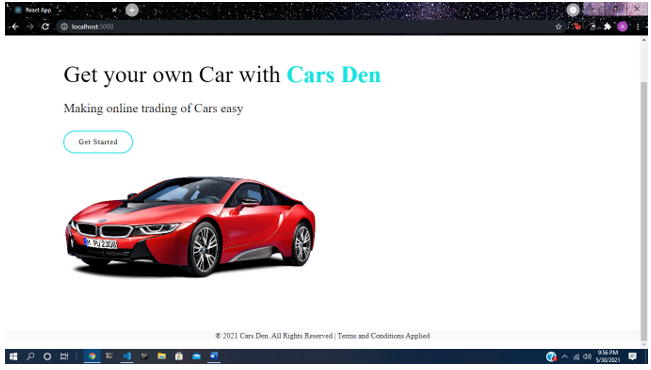 React App
localhost:3000
A
Get your own Car with Cars Den
Making online trading of Cars easy
Get Started
M PU 2308
© 2021 Cars Den. All Rights Reserved | Terms and Conditions Applied
9:56 PM
5/30/2021